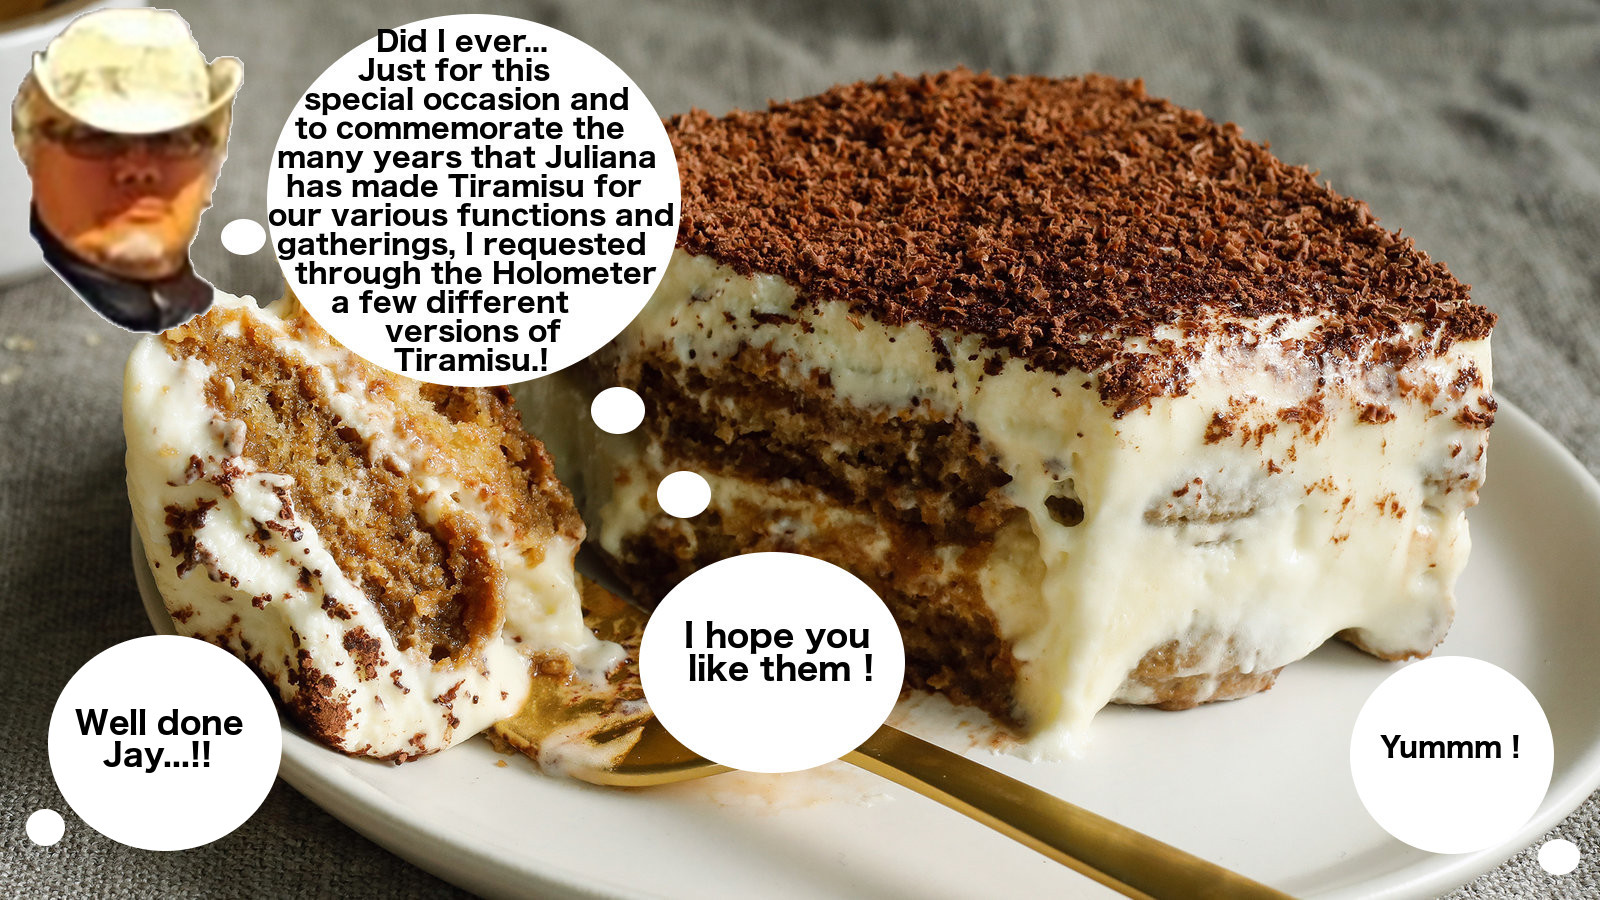 Did I ever...
Just for this
special occasion and
to commemorate the
many years that Juliana
has made Tiramisu for
our various functions and
gatherings, I requested
through the Holometer
a few different
versions of
Tiramisu.!
I hope you
like them !
Well done
Jay...!!
Yummm !